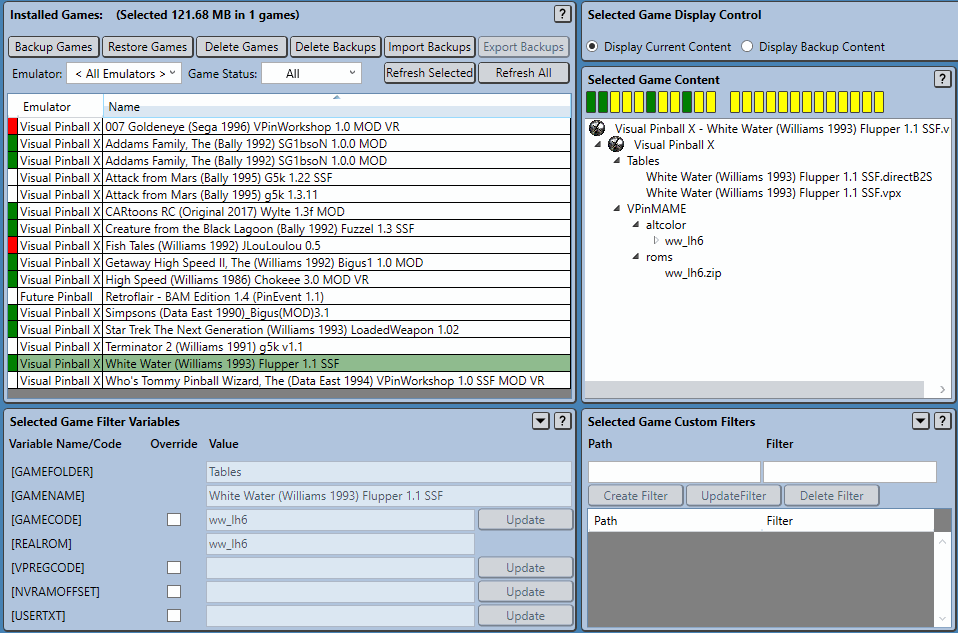 Installed Games: (Selected 121.68 MB in 1 games) ?
Backup Games Restore Games Delete Games Delete Backups Import Backups Export Backups
Emulator: < All Emulators > Game Status: All Refresh Selected Refresh All
Emulator Name
Visual Pinball X 007 Goldeneye (Sega 1996) VPinWorkshop 1.0 MOD VR
Visual Pinball X Addams Family, The (Bally 1992) SG1bsoN 1.0.0 MOD
Visual Pinball X Addams Family, The (Bally 1992) SG1bsoN 1.0.0 MOD
Visual Pinball X Attack from Mars (Bally 1995) G5k 1.22 SSF
Visual Pinball X Attack from Mars (Bally 1995) g5k 1.3.11
Visual Pinball X CARtoons RC (Original 2017) Wylte 1.3f MOD
Visual Pinball X Creature from the Black Lagoon (Bally 1992) Fuzzel 1.3 SSF
Visual Pinball X Fish Tales (Williams 1992) JLouLoulou 0.5
Visual Pinball X Getaway High Speed II, The (Williams 1992) Bigus1 1.0 MOD
Visual Pinball X High Speed (Williams 1986) Chokeee 3.0 MOD VR
Future Pinball Retroflair - BAM Edition 1.4 (PinEvent 1.1)
Visual Pinball X Simpsons (Data East 1990)_Bigus(MOD)3.1
Visual Pinball X Star Trek The Next Generation (Williams 1993) LoadedWeapon 1.02
Visual Pinball X Terminator 2 (Williams 1991) g5k v1.1
Visual Pinball X White Water (Williams 1993) Flupper 1.1 SSF
Visual Pinball X Who's Tommy Pinball Wizard, The (Data East 1994) VPinWorkshop 1.0 SSF MOD VR
Selected Game Display Control
Display Current Content Display Backup Content
Selected Game Content ?
Visual Pinball X - White Water (Williams 1993) Flupper 1.1 SSF.v
Visual Pinball X
Tables
White Water (Williams 1993) Flupper 1.1 SSF.directB2S
White Water (Williams 1993) Flupper 1.1 SSF.vpx
VPinMAME
altcolor
ww_lh6
roms
ww_lh6.zip
Selected Game Filter Variables ?
Variable Name/Code Override Value
[GAMEFOLDER] Tables
[GAMENAME] White Water (Williams 1993) Flupper 1.1 SSF
[GAMECODE] ww_lh6 Update
[REALROM] ww_lh6
[VPREGCODE] Update
[NVRAMOFFSET] Update
[USERTXT] Update
Selected Game Custom Filters ?
Path Filter
Create Filter UpdateFilter Delete Filter
Path Filter